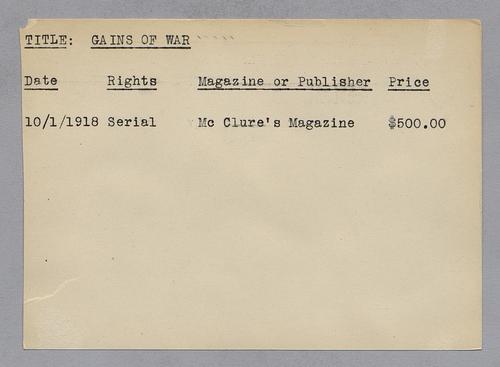 TITLE: GAINS OF WAR
Date Rights Magazine or Publisher Price
10/1/1918 Serial Mc Clure's Magazine $500.00